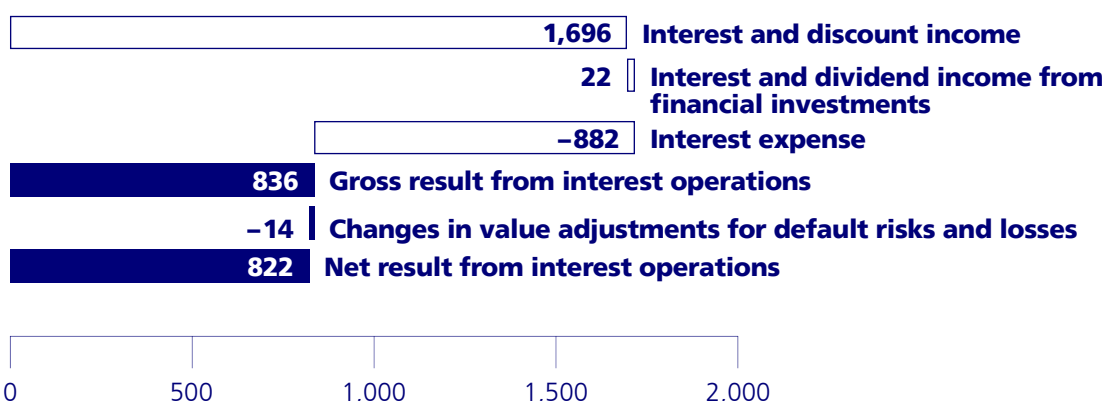 1,696 Interest and discount income
22 Interest and dividend income from
financial investments
–882 Interest expense
836 Gross result from interest operations
–14 Changes in value adjustments for default risks and losses
822 Net result from interest operations
0 500 1,000 1,500 2,000